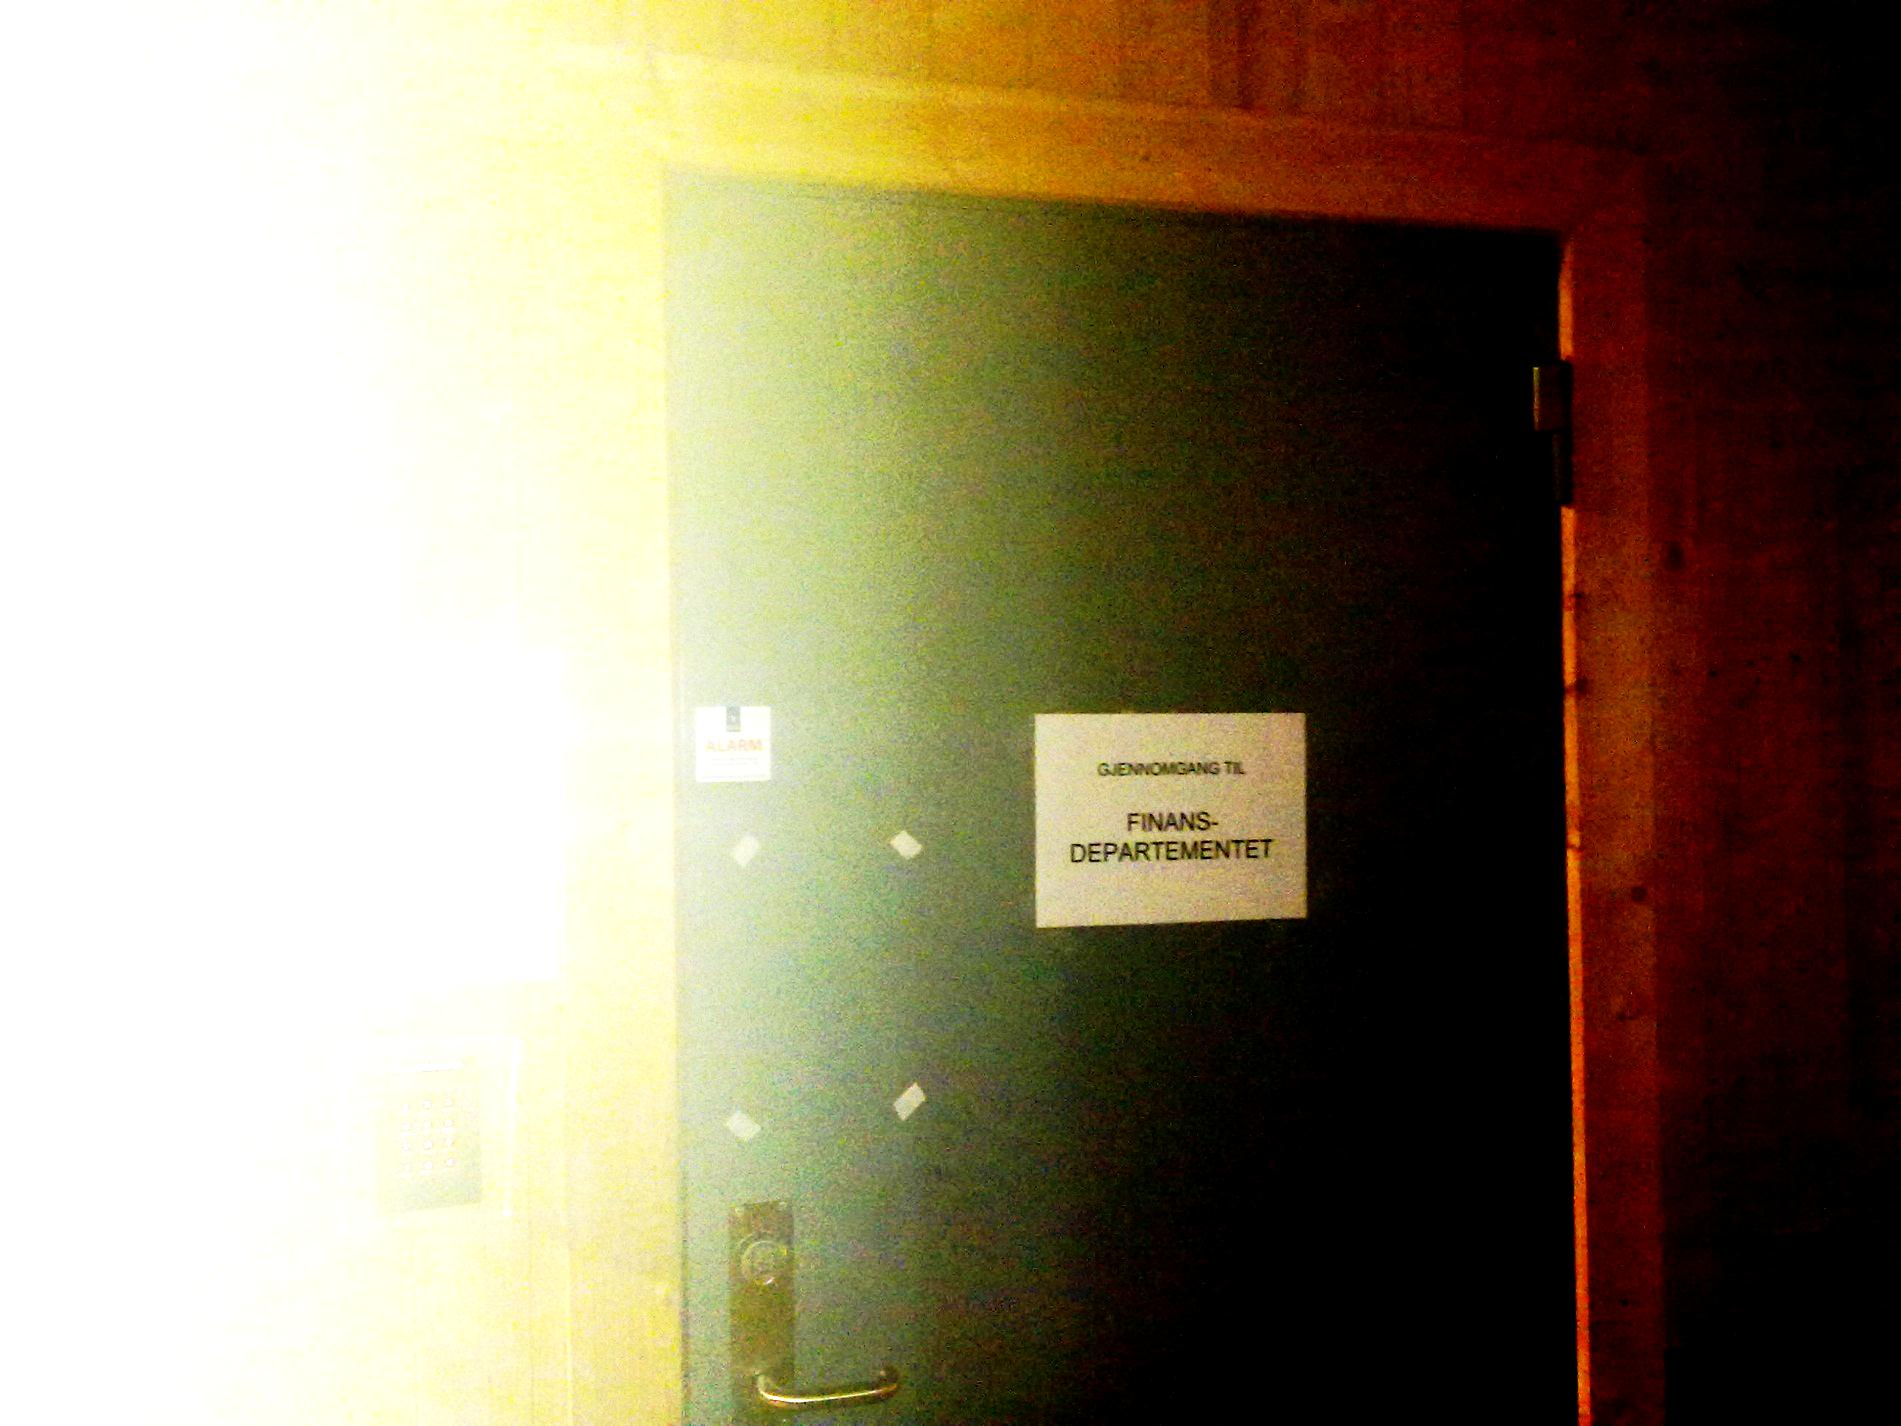 ALARM
GJENNOMGANG TIL
FINANS-
DEPARTEMENTET